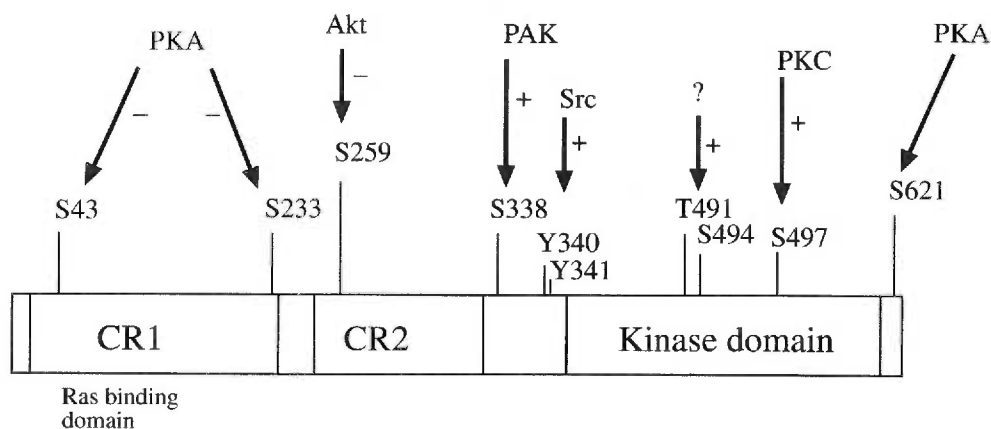 PKA
Akt
PAK
PKA
PKC
Src
?
–
–
–
+
+
+
+
S259
S621
S43
S233
S338
T491
S494
S497
Y340
Y341
CR1
CR2
Kinase domain
Ras binding
domain